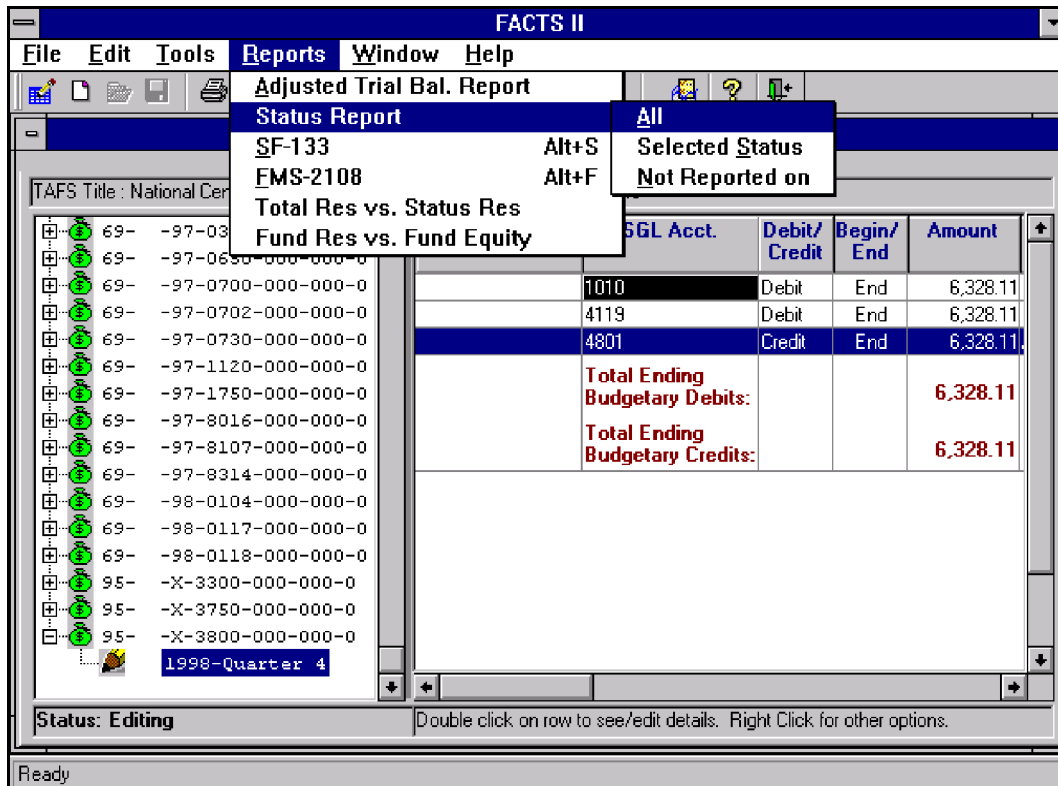 FACTS II
File Edit Tools Reports Window Help
Adjusted Trial Bal. Report
Status Report
SF-133 Alt+S
FMS-2108 Alt+F
Total Res vs. Status Res
Fund Res vs. Fund Equity
All
Selected Status
Not Reported on
TAFS Title : National Cen
69- -97-03
69- -97-0650-000-000-0
69- -97-0700-000-000-0
69- -97-0702-000-000-0
69- -97-0730-000-000-0
69- -97-1120-000-000-0
69- -97-1750-000-000-0
69- -97-8016-000-000-0
69- -97-8107-000-000-0
69- -97-8314-000-000-0
69- -98-0104-000-000-0
69- -98-0117-000-000-0
69- -98-0118-000-000-0
95- -X-3300-000-000-0
95- -X-3750-000-000-0
95- -X-3800-000-000-0
1998-Quarter 4
SGL Acct. Debit/ Begin/ Amount
Credit End
1010 Debit End 6,328.11
4119 Debit End 6,328.11
4801 Credit End 6,328.11
Total Ending
Budgetary Debits: 6,328.11
Total Ending
Budgetary Credits: 6,328.11
Status: Editing
Double click on row to see/edit details. Right Click for other options.
Ready